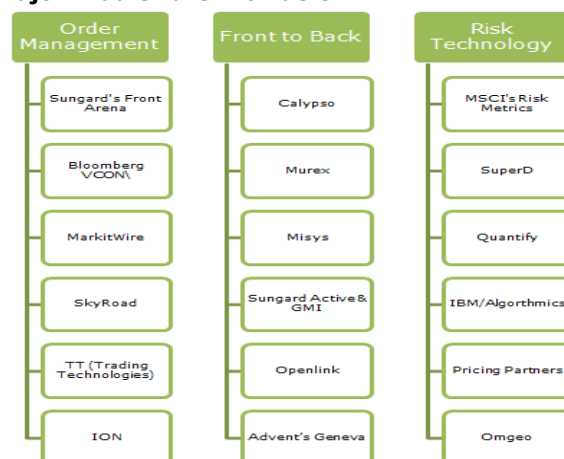 Order
Management
Sungard's Front
Arena
Bloomberg
VCON\
MarkitWire
SkyRoad
TT (Trading
Technologies)
ION
Front to Back
Calypso
Murex
Misys
Sungard Active&
GMI
Openlink
Advent's Geneva
Risk
Technology
MSCI's Risk
Metrics
SuperD
Quantify
IBM/Algorthmics
Pricing Partners
Omgeo